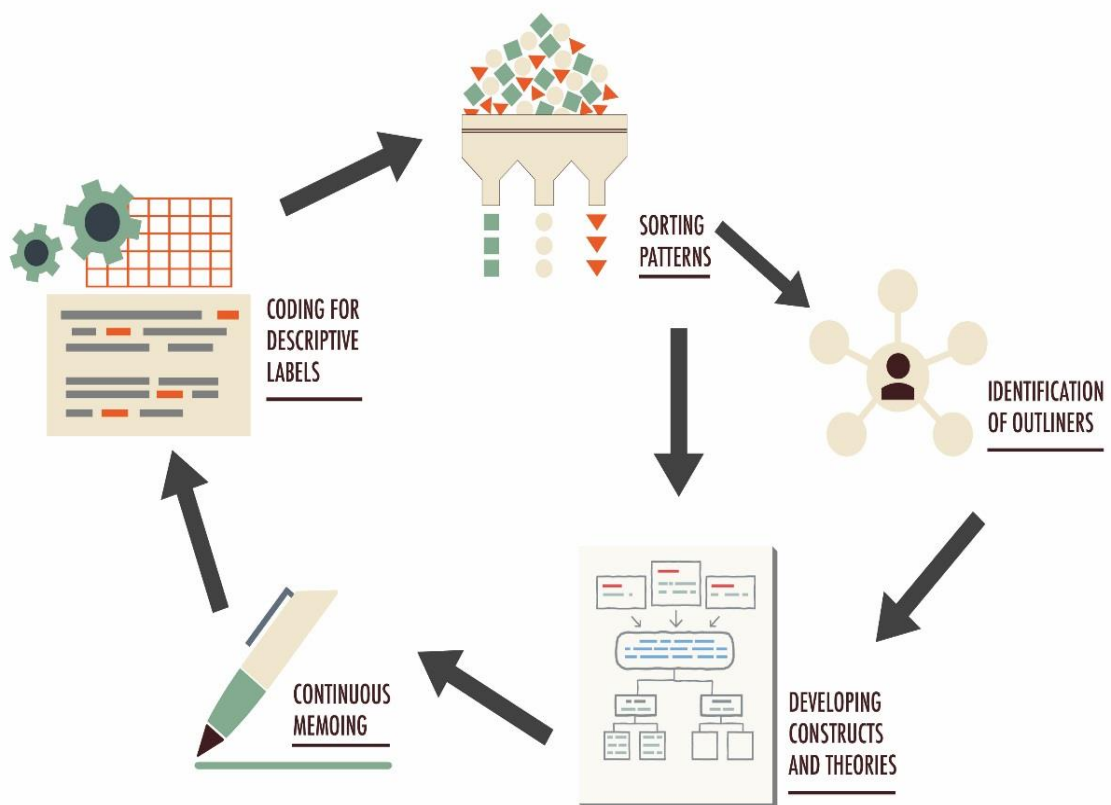 SORTING
PATTERNS
CODING FOR
DESCRIPTIVE
LABELS
IDENTIFICATION
OF OUTLINERS
CONTINUOUS
MEMOING
DEVELOPING
CONSTRUCTS
AND THEORIES